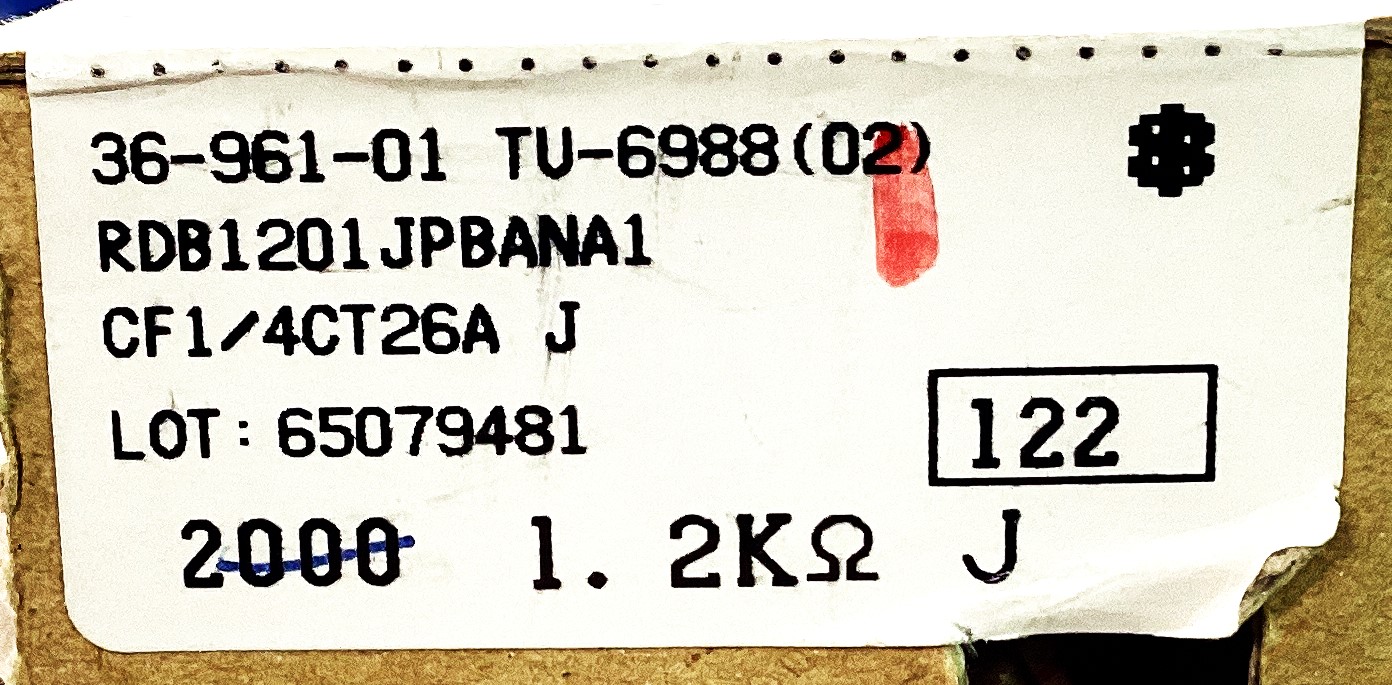 36-961-01 TU-6988(02)
RDB1201JPBANA1
CF1/4CT26A J
LOT: 65079481
122
2000 1. 2KΩ J